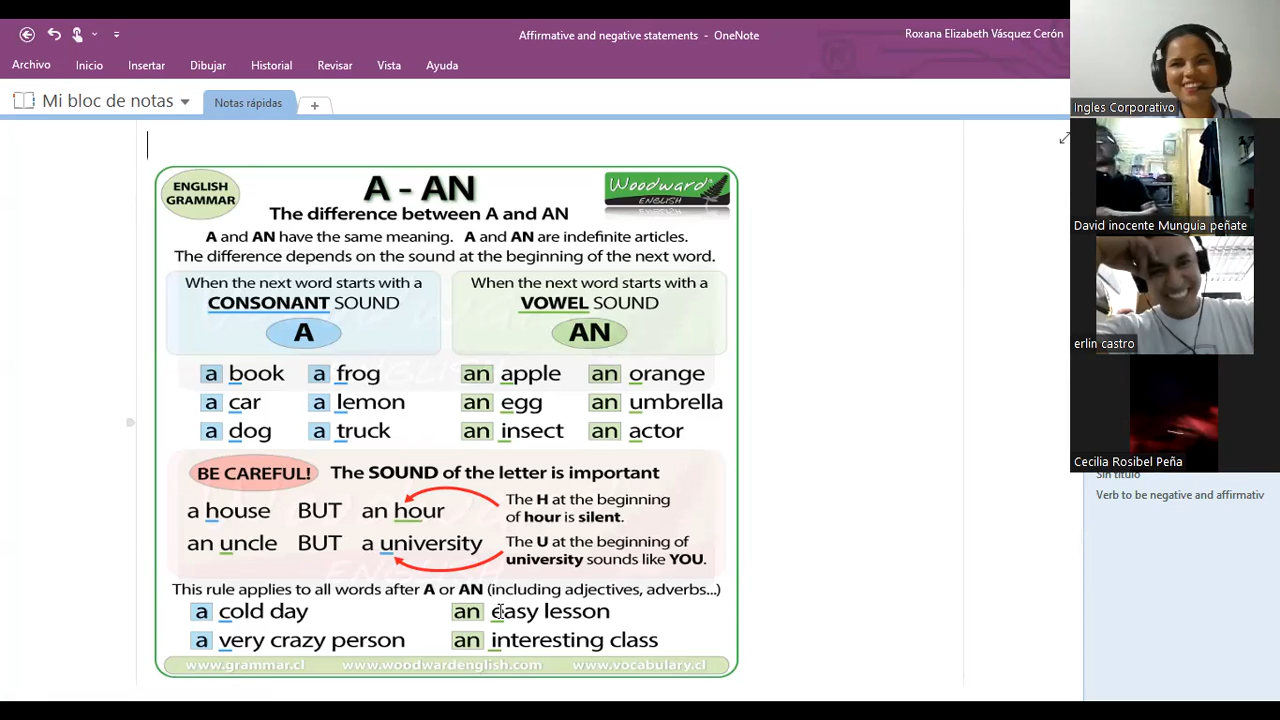 Affirmative and negative statements - OneNote
Roxana Elizabeth Vásquez Cerón
Archivo Inicio Insertar Dibujar Historial Revisar Vista Ayuda
Mi bloc de notas Notas rápidas +
ENGLISH
GRAMMAR
A - AN
Woodward
ENGLISH
The difference between A and AN
A and AN have the same meaning. A and AN are indefinite articles.
The difference depends on the sound at the beginning of the next word.
When the next word starts with a
CONSONANT SOUND
A
When the next word starts with a
VOWEL SOUND
AN
a book a frog an apple an orange
a car a lemon an egg an umbrella
a dog a truck an insect an actor
BE CAREFUL! The SOUND of the letter is important
a house BUT an hour
The H at the beginning
of hour is silent.
an uncle BUT a university
The U at the beginning of
university sounds like YOU.
This rule applies to all words after A or AN (including adjectives, adverbs...)
a cold day an easy lesson
a very crazy person an interesting class
www.grammar.cl www.woodwardenglish.com www.vocabulary.cl
Ingles Corporativo
David inocente Munguia peñate
erlin castro
Cecilia Rosibel Peña
Sin título
Verb to be negative and affirmativ